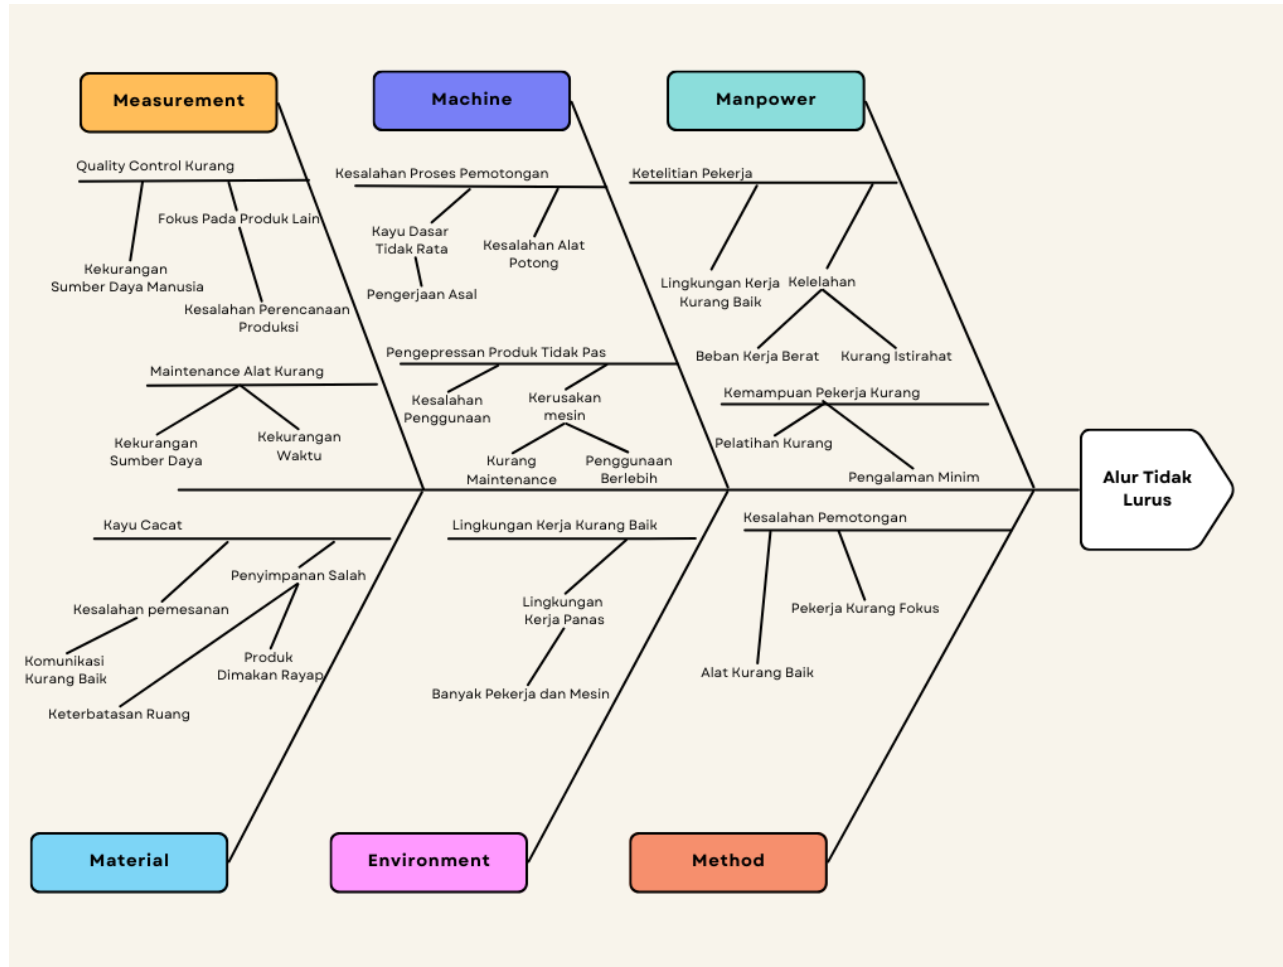 Measurement
Machine
Manpower
Quality Control Kurang
Fokus Pada Produk Lain
Kekurangan
Sumber Daya Manusia
Kesalahan Perencanaan
Produksi
Maintenance Alat Kurang
Kekurangan
Sumber Daya
Kekurangan
Waktu
Kesalahan Proses Pemotongan
Kayu Dasar
Tidak Rata
Kesalahan Alat
Potong
Pengerjaan Asal
Pengepressan Produk Tidak Pas
Kesalahan
Penggunaan
Kerusakan
mesin
Kurang
Maintenance
Penggunaan
Berlebih
Ketelitian Pekerja
Lingkungan Kerja
Kurang Baik
Kelelahan
Beban Kerja Berat
Kurang Istirahat
Kemampuan Pekerja Kurang
Pelatihan Kurang
Pengalaman Minim
Alur Tidak
Lurus
Kayu Cacat
Penyimpanan Salah
Kesalahan pemesanan
Komunikasi
Kurang Baik
Produk
Dimakan Rayap
Keterbatasan Ruang
Lingkungan Kerja Kurang Baik
Lingkungan
Kerja Panas
Banyak Pekerja dan Mesin
Kesalahan Pemotongan
Pekerja Kurang Fokus
Alat Kurang Baik
Material
Environment
Method